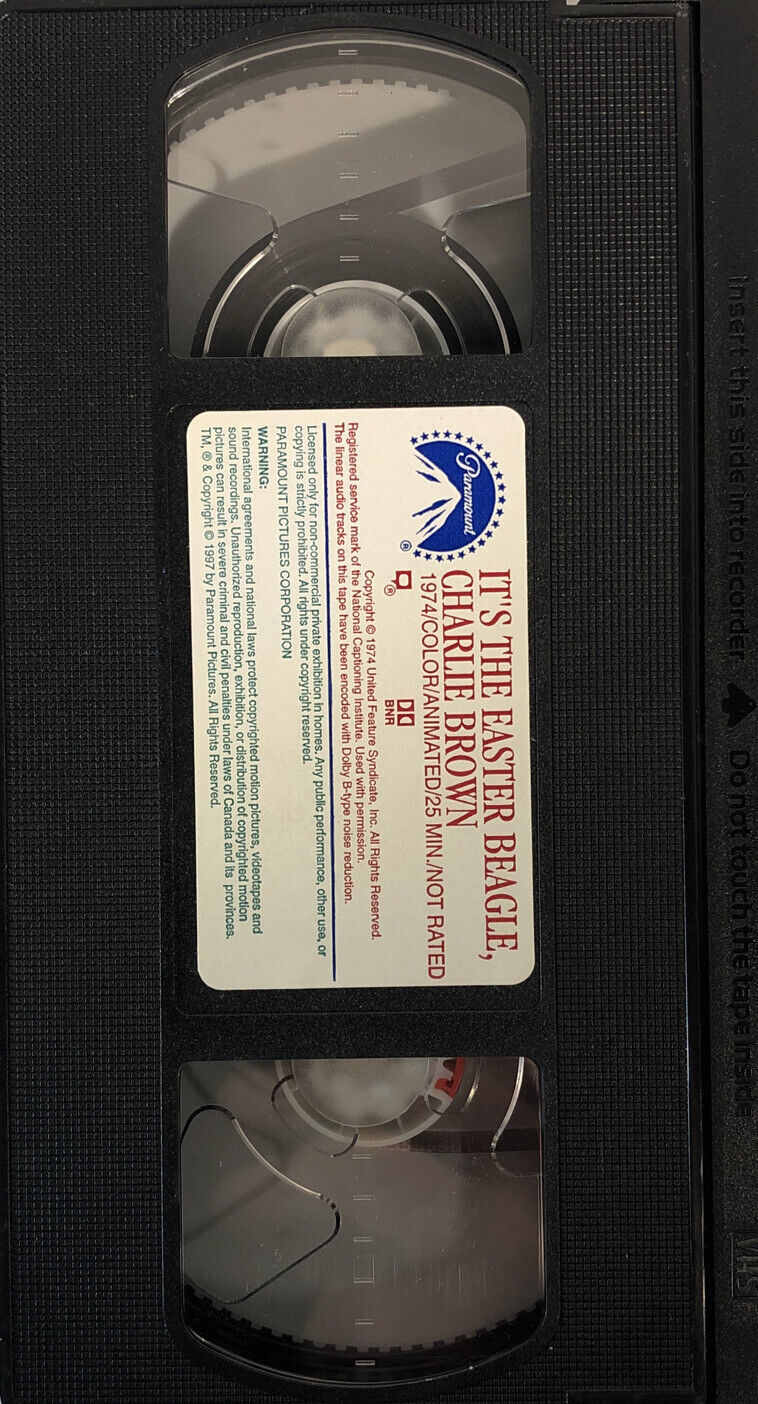 Paramount
®
IT'S THE EASTER BEAGLE,
CHARLIE BROWN
1974/COLOR/ANIMATED/25 MIN./NOT RATED
®
BNR
Copyright © 1974 United Feature Syndicate, Inc. All Rights Reserved.
Registered service mark of the National Captioning Institute. Used with permission.
The linear audio tracks on this tape have been encoded with Dolby B-type noise reduction.
Licensed only for non-commercial private exhibition in homes. Any public performance, other use, or
copying is strictly prohibited. All rights under copyright reserved.
PARAMOUNT PICTURES CORPORATION
WARNING:
International agreements and national laws protect copyrighted motion pictures, videotapes and
sound recordings. Unauthorized reproduction, exhibition, or distribution of copyrighted motion
pictures can result in severe criminal and civil penalties under laws of Canada and its provinces.
TM, ® & Copyright © 1997 by Paramount Pictures. All Rights Reserved.
Insert this side into recorder Do not touch the tape inside
VHS